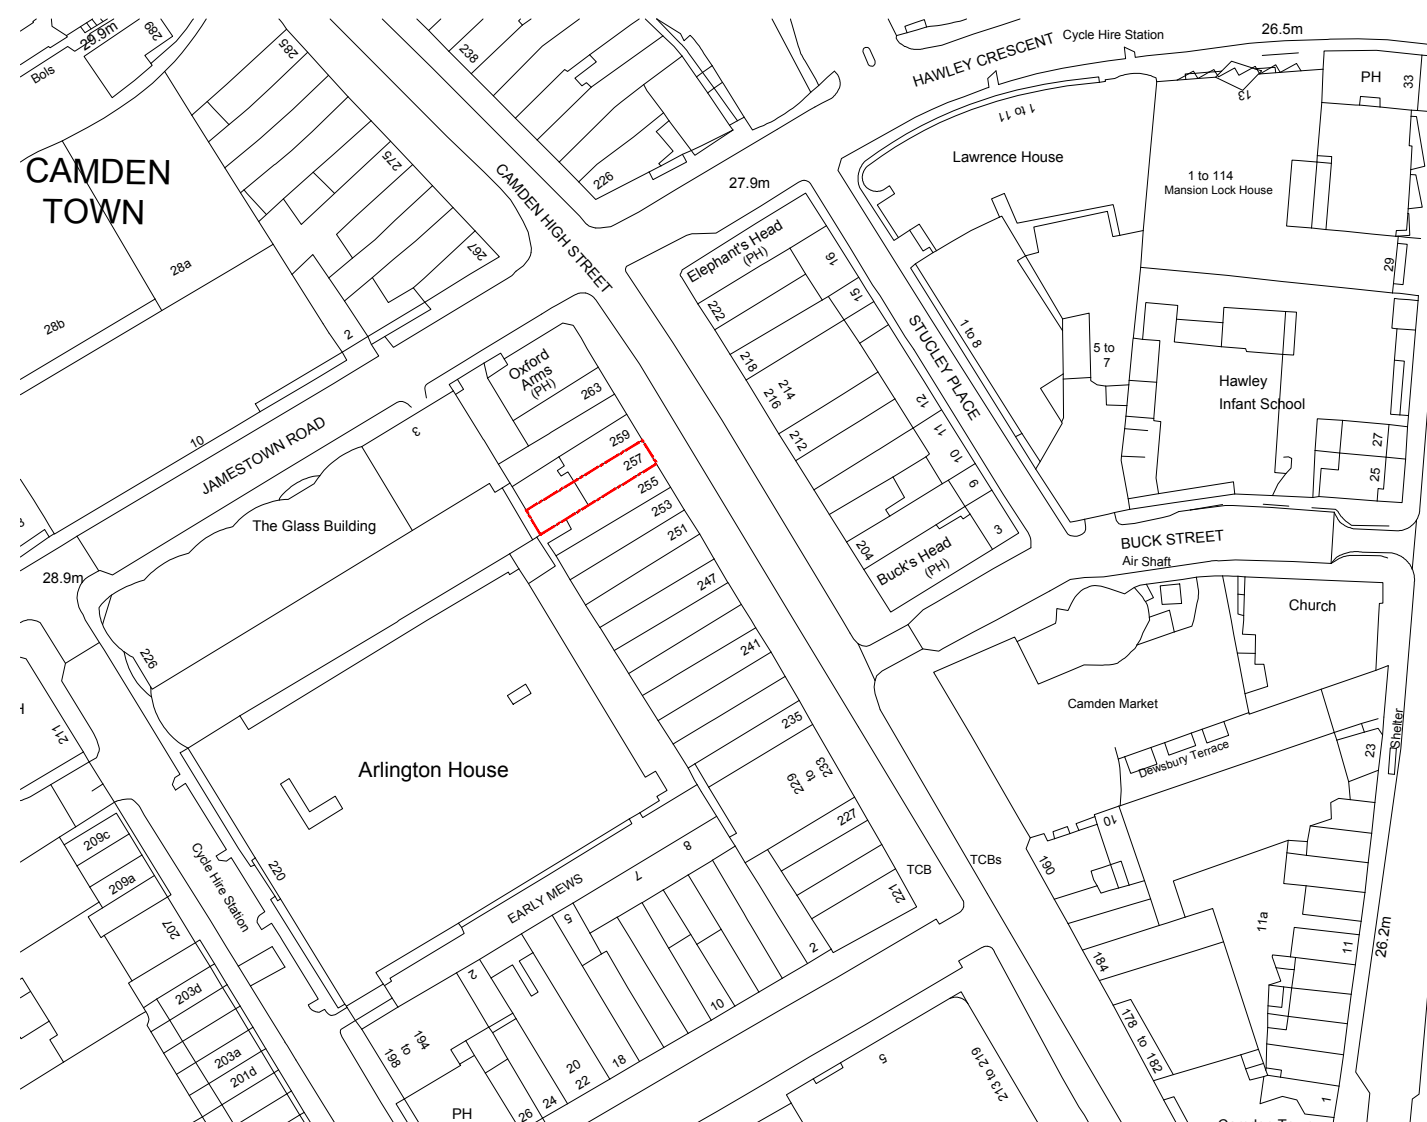 29.9m
289
Bols
285
238
HAWLEY CRESCENT
Cycle Hire Station
26.5m
PH
33
13
1 to 11
Lawrence House
1 to 114
Mansion Lock House
CAMDEN
TOWN
275
226
27.9m
CAMDEN HIGH STREET
267
Elephant's Head
(PH)
16
15
222
28a
28b
2
29
STUCLEY PLACE
1 to 8
5 to
7
218
214
216
212
Hawley
Infant School
Oxford
Arms
(PH)
263
259
257
255
253
251
247
241
235
233
to
229
227
221
3
10
JAMESTOWN ROAD
The Glass Building
28.9m
12
11
10
9
3
204
Buck's Head
(PH)
27
25
BUCK STREET
Air Shaft
Church
Camden Market
Dewsbury Terrace
Shelter
23
226
211
Arlington House
220
Cycle Hire Station
209c
209a
207
203d
203a
201d
EARLY MEWS
8
7
5
2
2
10
18
20
22
24
26
194
to
198
PH
TCB
TCBs
190
10
184
178 to 182
11a
11
26.2m
1
5
213 to 219